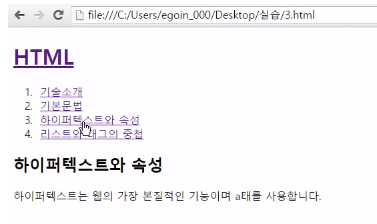 file:///C:/Users/egoin_000/Desktop/실습/3.html
HTML
1. 기술소개
2. 기본문법
3. 하이퍼텍스트와 속성
4. 리스트와 태그의 중첩
하이퍼텍스트와 속성
하이퍼텍스트는 웹의 가장 본질적인 기능이며 a태를 사용합니다.